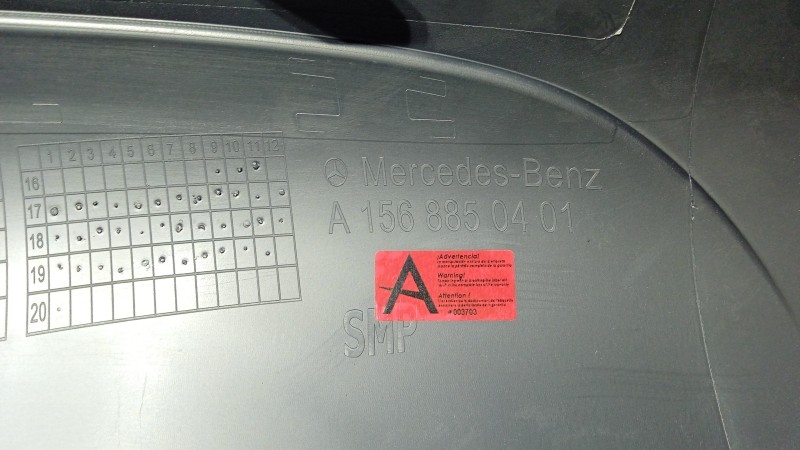 1 2 3 4 5 6 7 8 9 10 11 12
16
17
18
19
20
Mercedes-Benz
A 156 885 04 01
¡Advertencia!
Warning!
Attention !
# 003703
A
SMP